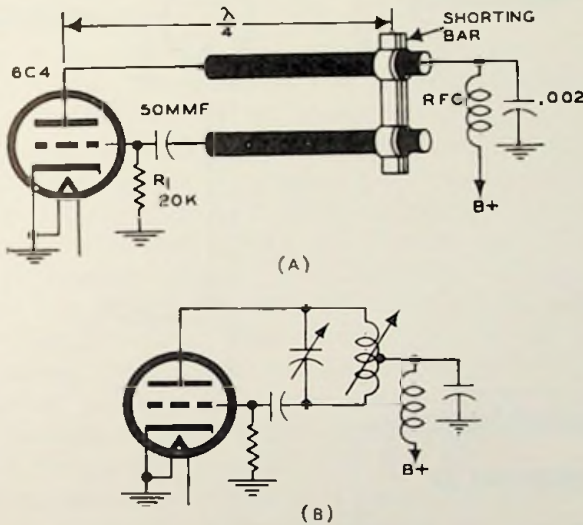 λ/4
SHORTING
BAR
6C4
50MMF
RFC
.002
R1
20K
B+
(A)
B+
(B)